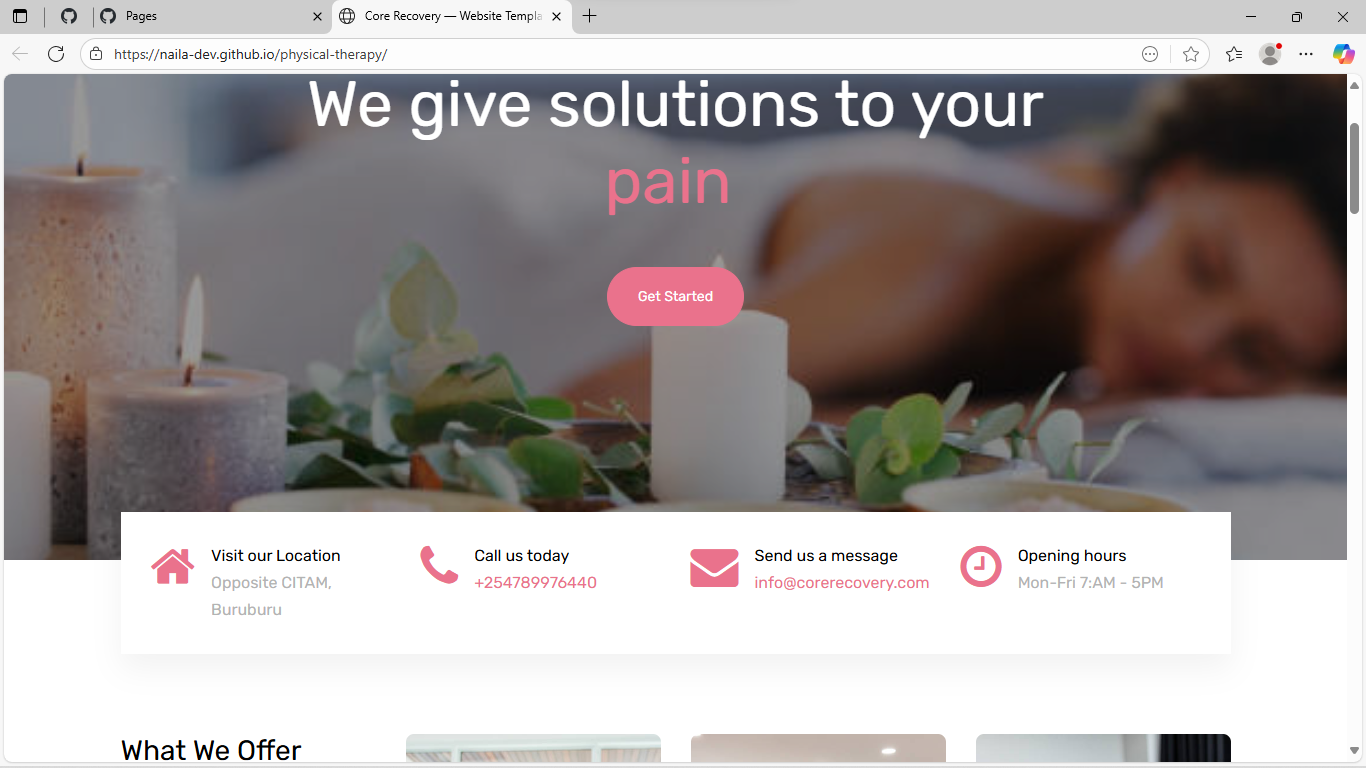 Pages
Core Recovery — Website Templa
https://naila-dev.github.io/physical-therapy/
We give solutions to your
pain
Get Started
Visit our Location
Opposite CITAM,
Buruburu
Call us today
+254789976440
Send us a message
info@corerecovery.com
Opening hours
Mon-Fri 7:AM - 5PM
What We Offer